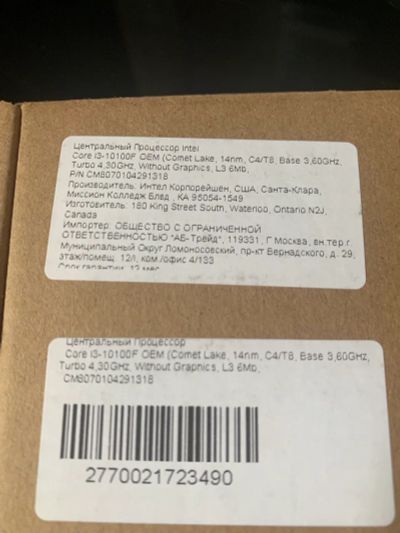 Центральный Процессор Intel
Core i3-10100F OEM (Comet Lake, 14nm, C4/T8, Base 3,60GHz,
Turbo 4,30GHz, Without Graphics, L3 6Mb,
P/N CM8070104291318
Производитель: Интел Корпорейшен, США, Санта-Клара,
Миссион Колледж Блвд., КА 95054-1549
Изготовитель: 180 King Street South, Waterloo, Ontario N2J,
Canada
Импортер: ОБЩЕСТВО С ОГРАНИЧЕННОЙ
ОТВЕТСТВЕННОСТЬЮ "АБ-Трейд", 119331, Г Москва, вн.тер.г.
Муниципальный Округ Ломоносовский, пр-кт Вернадского, д. 29,
этаж/помещ. 12/I, ком./офис 4/133
Срок гарантии: 12 мес.
Центральный Процессор
Core i3-10100F OEM (Comet Lake, 14nm, C4/T8, Base 3,60GHz,
Turbo 4,30GHz, Without Graphics, L3 6Mb,
CM8070104291318
2770021723490